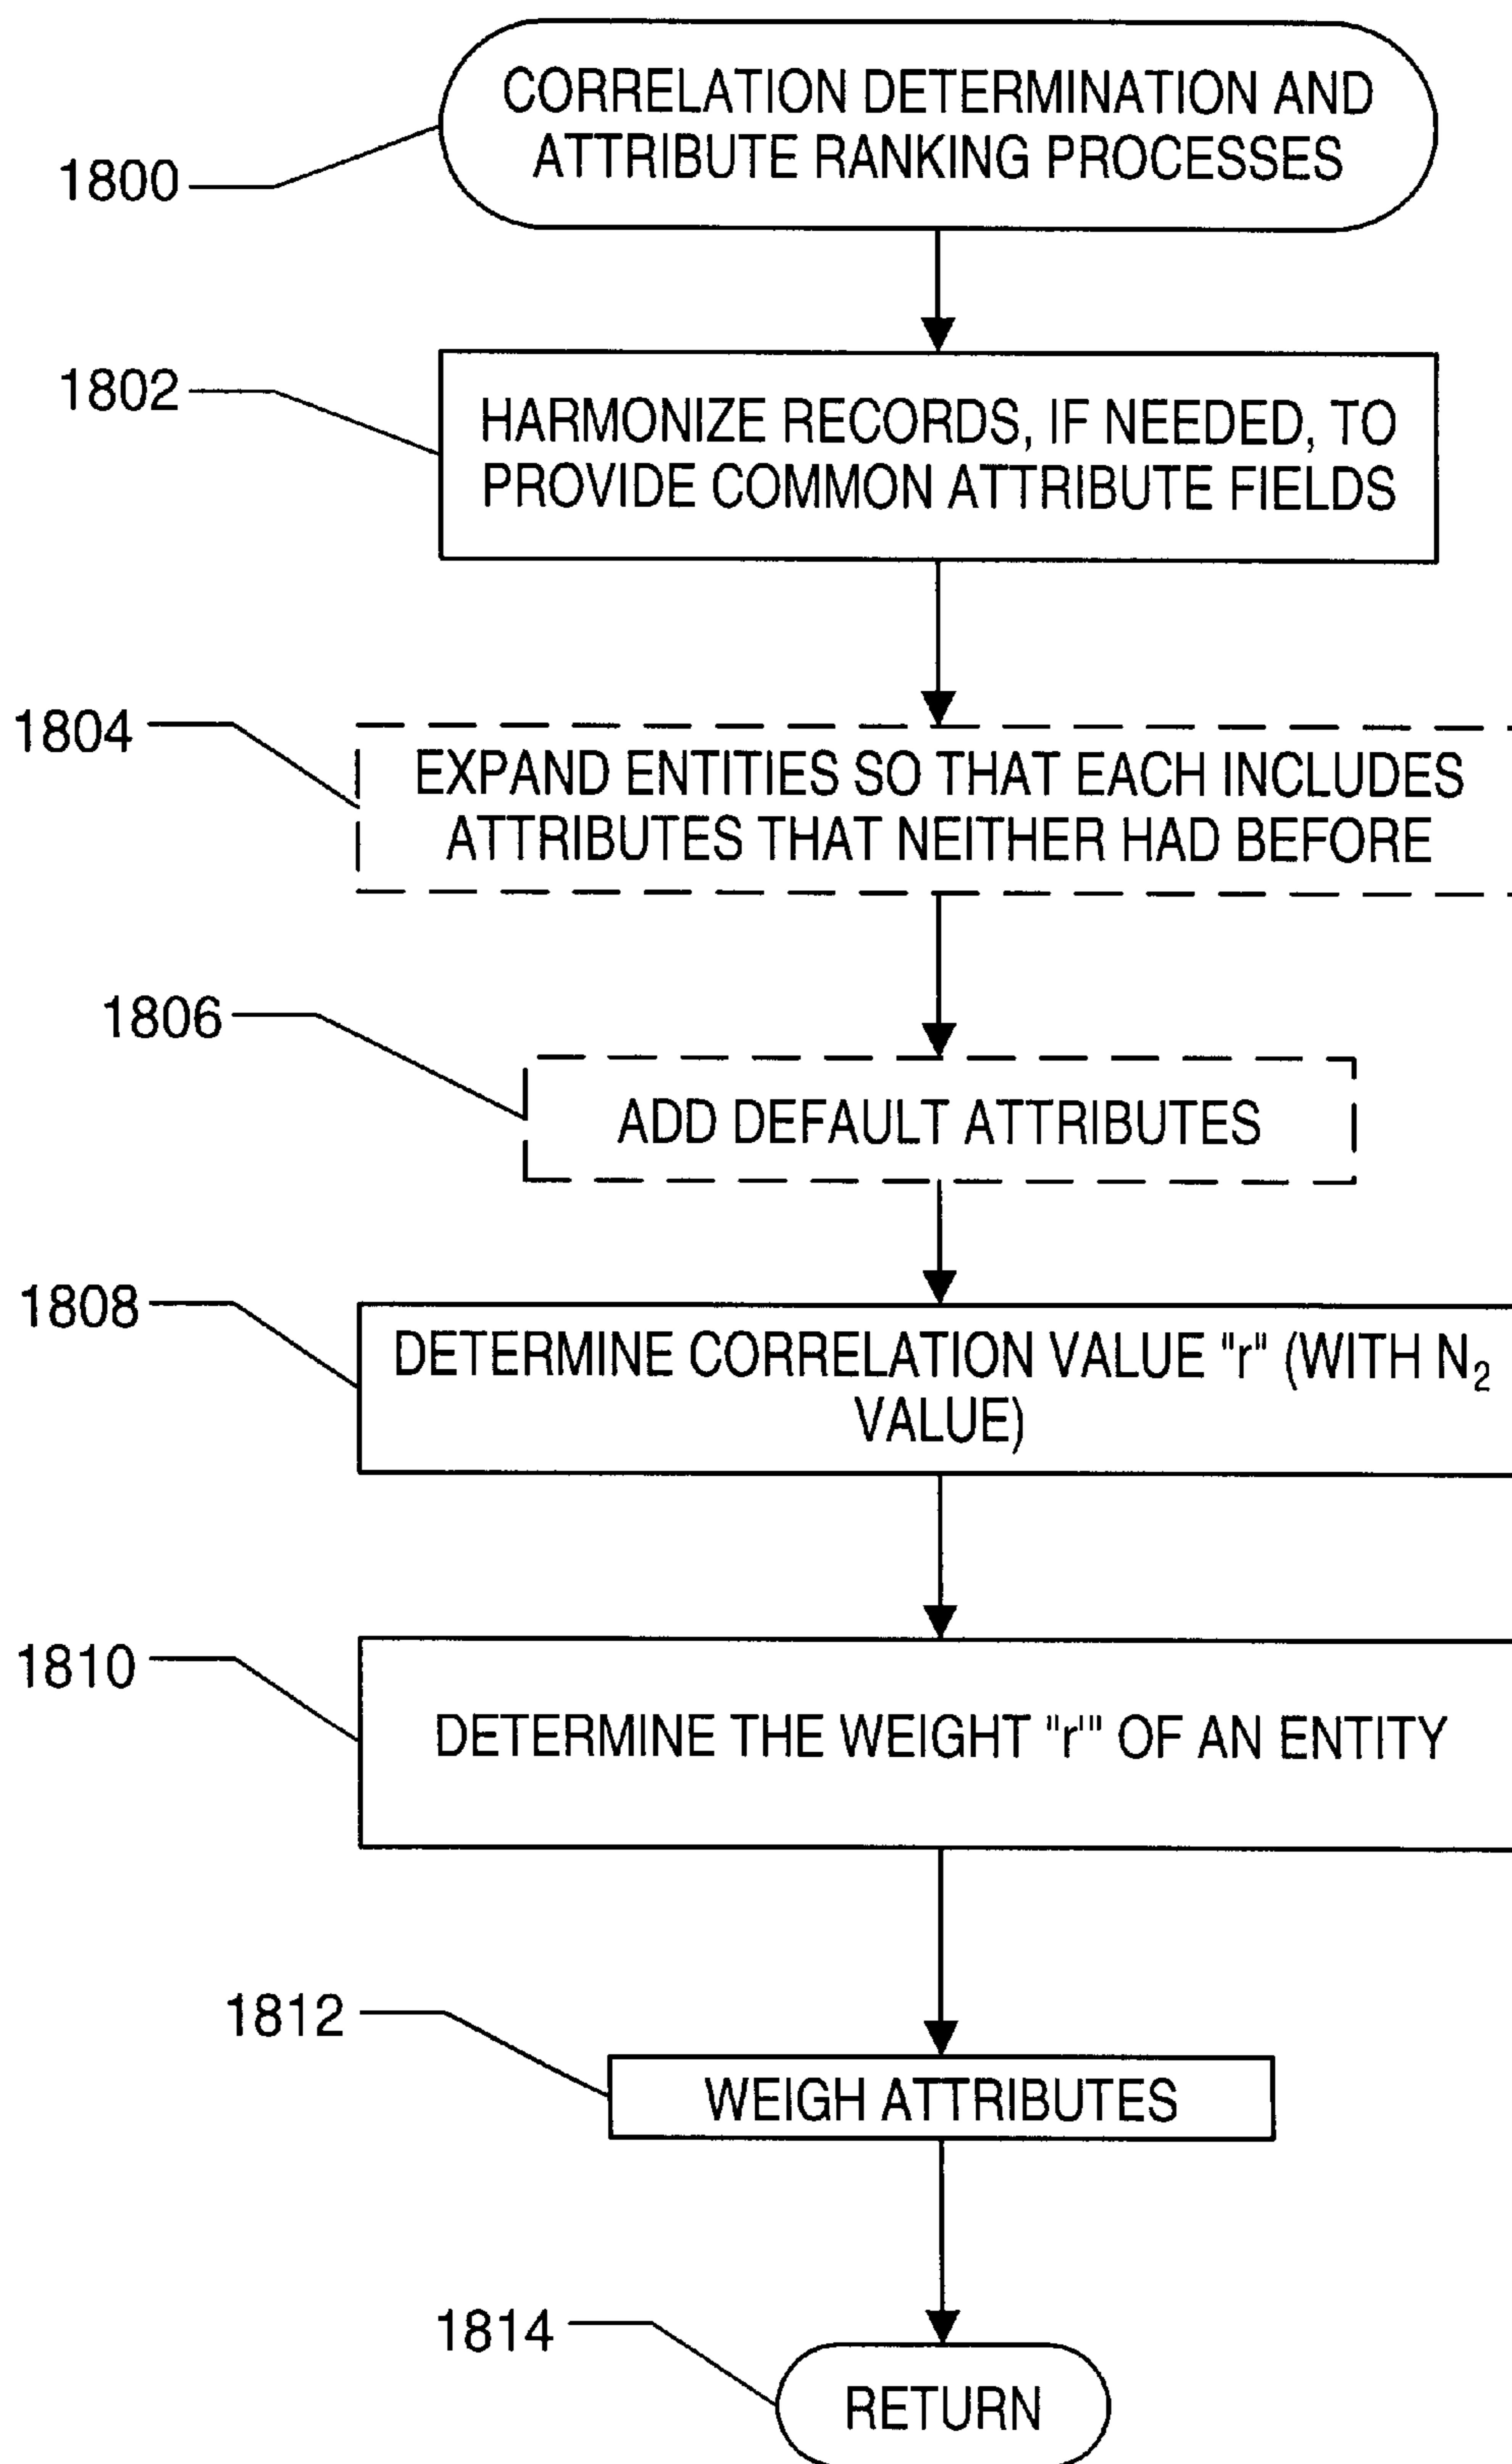 CORRELATION DETERMINATION AND
ATTRIBUTE RANKING PROCESSES
1800
1802
HARMONIZE RECORDS, IF NEEDED, TO
PROVIDE COMMON ATTRIBUTE FIELDS
1804
EXPAND ENTITIES SO THAT EACH INCLUDES
ATTRIBUTES THAT NEITHER HAD BEFORE
1806
ADD DEFAULT ATTRIBUTES
1808
DETERMINE CORRELATION VALUE "r" (WITH N₂
VALUE)
1810
DETERMINE THE WEIGHT "r'" OF AN ENTITY
1812
WEIGH ATTRIBUTES
1814
RETURN